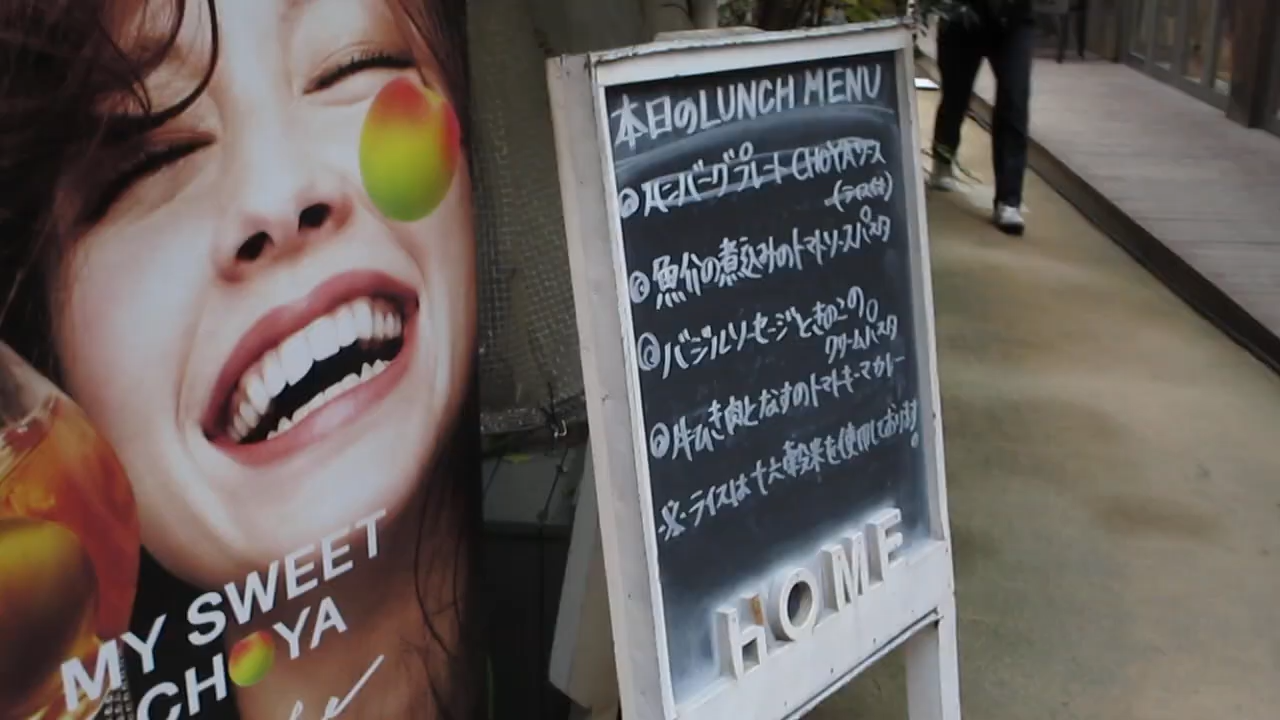 本日のLUNCH MENU
ハンバーグプレート CHOYAソース
(ライス付)
魚介の煮込みのトマトソースパスタ
バジルソーセージときのこの
クリームパスタ
牛ひき肉となすのトマトキーマカレー
※ライスは十六穀米を使用しております。
HOME
MY SWEET
CHOYA